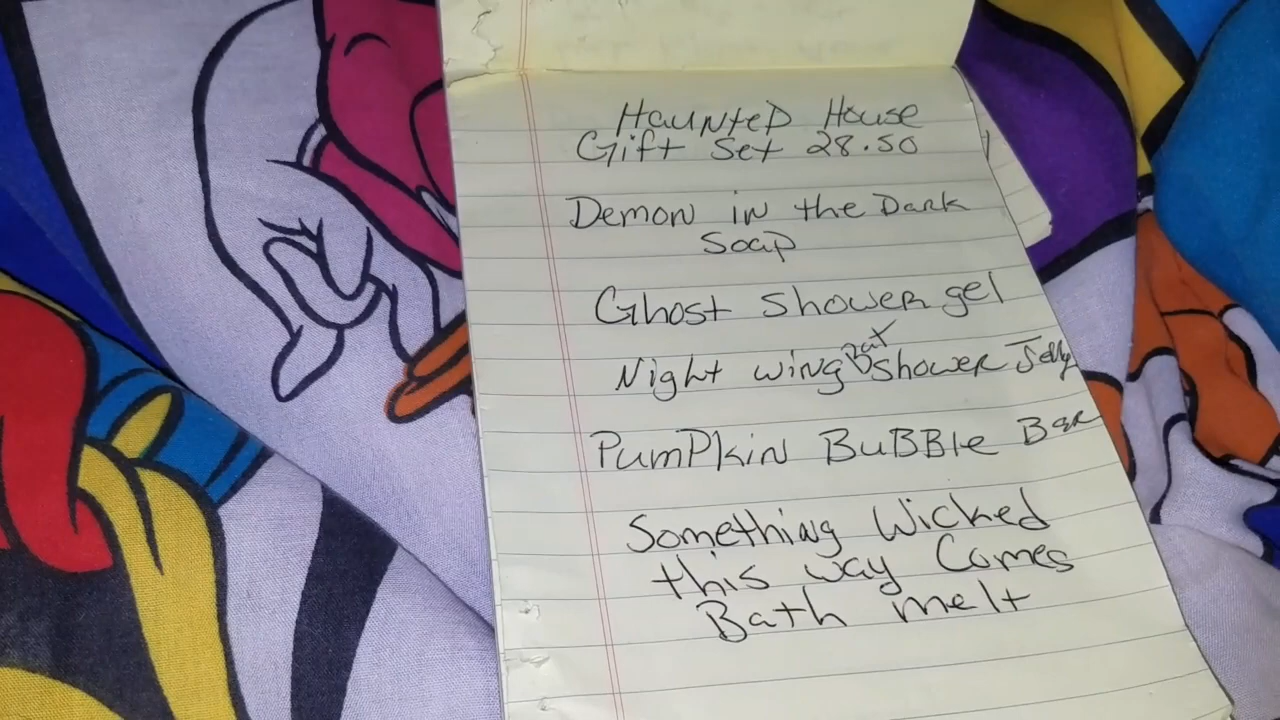 Haunted House
Gift Set 28.50
Demon in the Dark
Soap
Ghost Shower gel
Night wing Bat Shower Jelly
Pumpkin Bubble Bar
Something Wicked
this way Comes
Bath melt